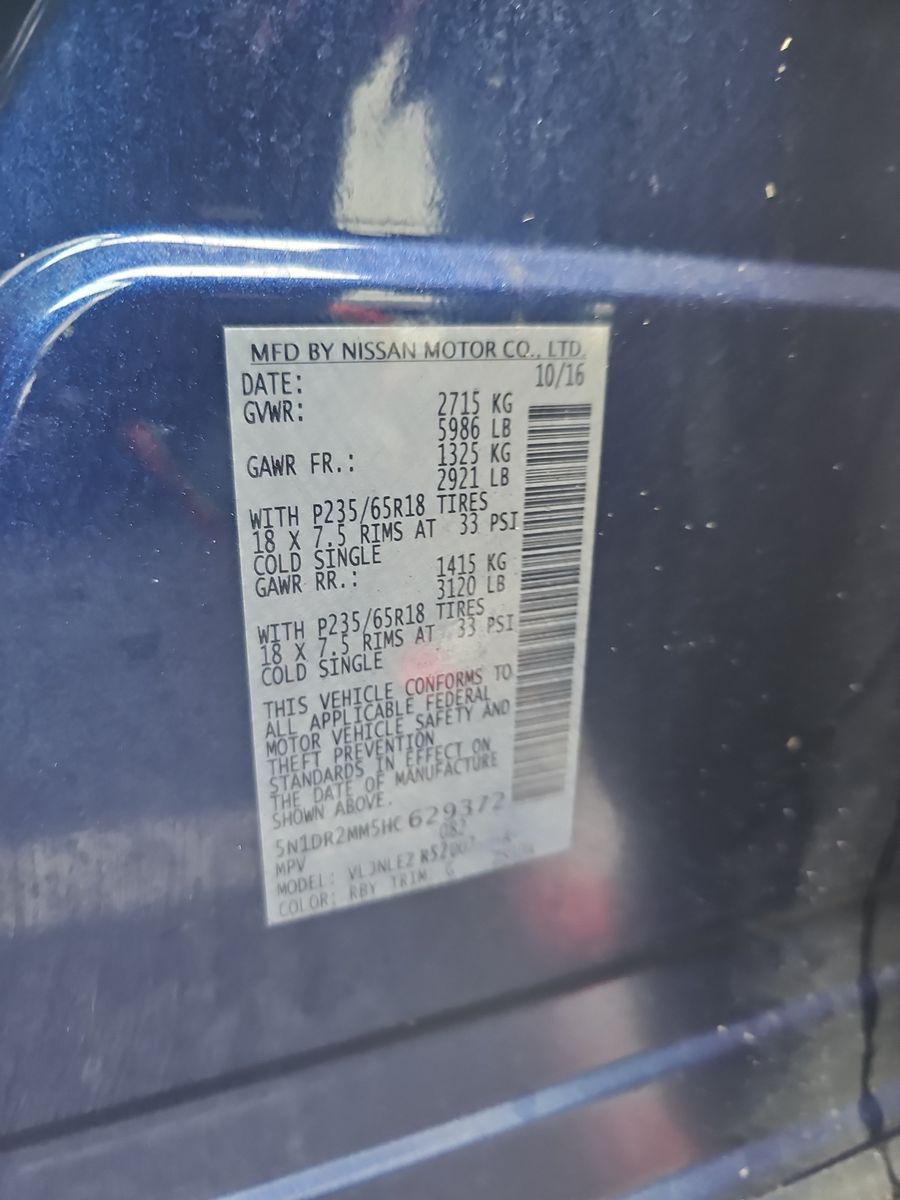 MFD BY NISSAN MOTOR CO., LTD.
DATE: 10/16
GVWR: 2715 KG
5986 LB
GAWR FR.: 1325 KG
2921 LB
WITH P235/65R18 TIRES
18 X 7.5 RIMS AT 33 PSI
COLD SINGLE
GAWR RR.: 1415 KG
3120 LB
WITH P235/65R18 TIRES
18 X 7.5 RIMS AT 33 PSI
COLD SINGLE
THIS VEHICLE CONFORMS TO
ALL APPLICABLE FEDERAL
MOTOR VEHICLE SAFETY AND
THEFT PREVENTION
STANDARDS IN EFFECT ON
THE DATE OF MANUFACTURE
SHOWN ABOVE.
5N1DR2MM5HC 629372
MPV 082
MODEL:
COLOR: RBY TRIM G